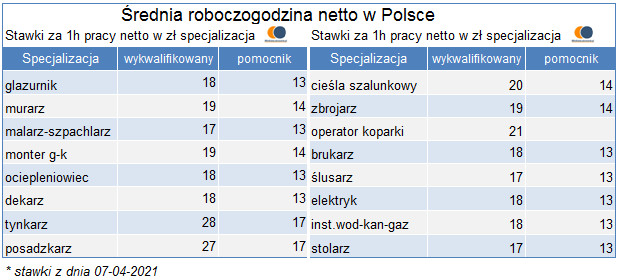 Średnia roboczogodzina netto w Polsce
Stawki za 1h pracy netto w zł specjalizacja Stawki za 1h pracy netto w zł specjalizacja
Specjalizacja wykwalifikowany pomocnik Specjalizacja wykwalifikowany pomocnik
glazurnik 18 13 cieśla szalunkowy 20 14
murarz 19 14 zbrojarz 19 14
malarz-szpachlarz 17 13 operator koparki 21
monter g-k 19 14 brukarz 18 13
ociepleniowiec 18 13 ślusarz 17 13
dekarz 18 13 elektryk 18 13
tynkarz 28 17 inst.wod-kan-gaz 18 13
posadzkarz 27 17 stolarz 17 13
* stawki z dnia 07-04-2021